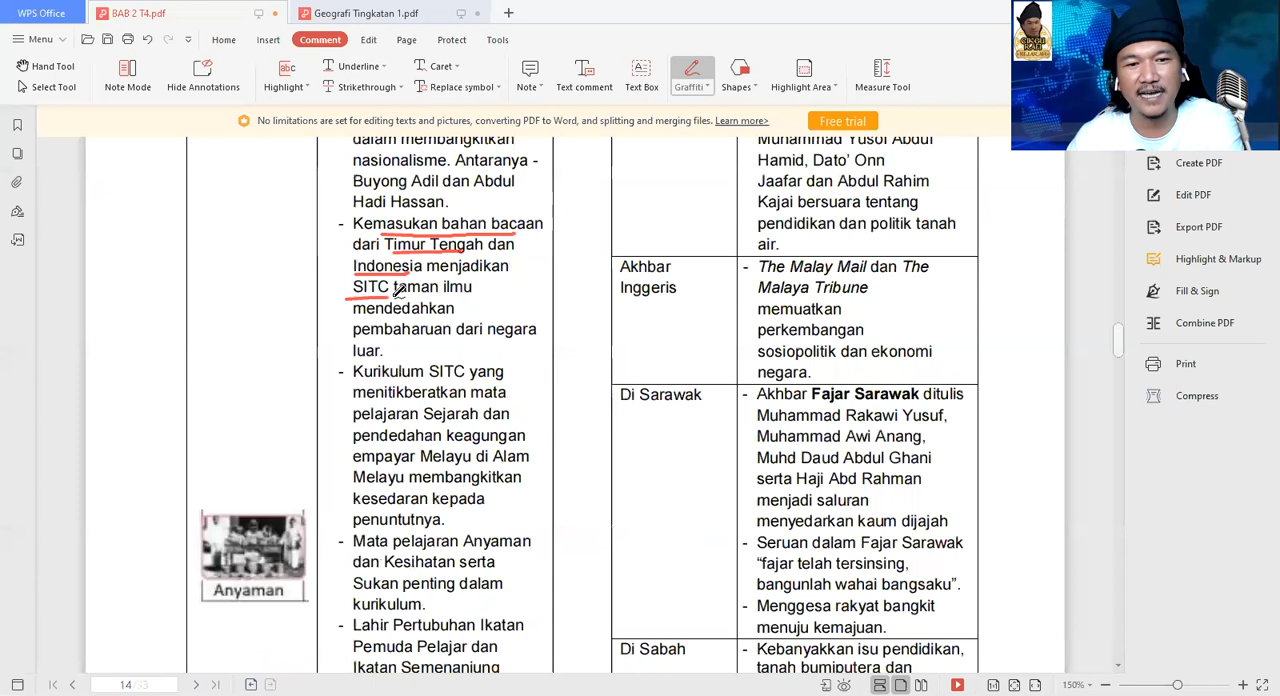 WPS Office
BAB 2 T4.pdf
Geografi Tingkatan 1.pdf
Menu
Home
Insert
Comment
Edit
Page
Protect
Tools
Hand Tool
Select Tool
Note Mode
Hide Annotations
Highlight
Underline
Strikethrough
Caret
Replace symbol
Note
Text comment
Text Box
Graffiti
Shapes
Highlight Area
Measure Tool
No limitations are set for editing texts and pictures, converting PDF to Word, and splitting and merging files. Learn more>
Free trial
dalam membangkitkan
nasionalisme. Antaranya -
Buyong Adil dan Abdul
Hadi Hassan.
- Kemasukan bahan bacaan
dari Timur Tengah dan
Indonesia menjadikan
SITC taman ilmu
mendedahkan
pembaharuan dari negara
luar.
- Kurikulum SITC yang
menitikberatkan mata
pelajaran Sejarah dan
pendedahan keagungan
empayar Melayu di Alam
Melayu membangkitkan
kesedaran kepada
penuntutnya.
- Mata pelajaran Anyaman
dan Kesihatan serta
Sukan penting dalam
kurikulum.
- Lahir Pertubuhan Ikatan
Pemuda Pelajar dan
Ikatan Semenanjung
Anyaman
Muhammad Yusof Abdul
Hamid, Dato' Onn
Jaafar dan Abdul Rahim
Kajai bersuara tentang
pendidikan dan politik tanah
air.
Akhbar
Inggeris
- The Malay Mail dan The
Malaya Tribune
memuatkan
perkembangan
sosiopolitik dan ekonomi
negara.
Di Sarawak
- Akhbar Fajar Sarawak ditulis
Muhammad Rakawi Yusuf,
Muhammad Awi Anang,
Muhd Daud Abdul Ghani
serta Haji Abd Rahman
menjadi saluran
menyedarkan kaum dijajah
- Seruan dalam Fajar Sarawak
“fajar telah tersinsing,
bangunlah wahai bangsaku”.
- Menggesa rakyat bangkit
menuju kemajuan.
Di Sabah
- Kebanyakkan isu pendidikan,
tanah bumiputera dan
Create PDF
Edit PDF
Export PDF
Highlight & Markup
Fill & Sign
Combine PDF
Print
Compress
14/33
150%